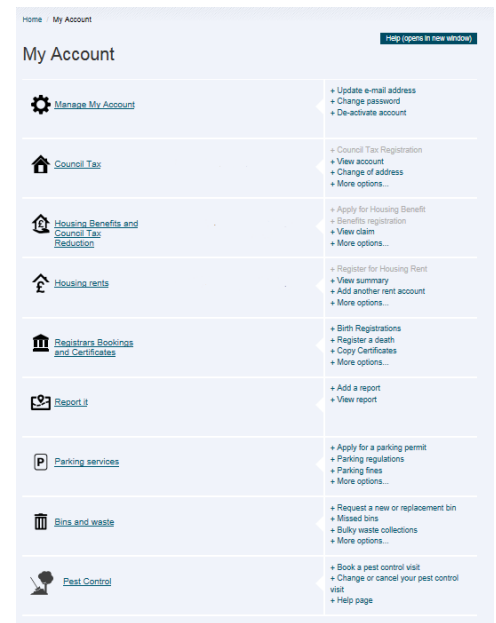 Home / My Account
Help (opens in new window)
My Account
Manage My Account
+ Update e-mail address
+ Change password
+ De-activate account
Council Tax
+ Council Tax Registration
+ View account
+ Change of address
+ More options...
Housing Benefits and
Council Tax
Reduction
+ Apply for Housing Benefit
+ Benefits registration
+ View claim
+ More options...
Housing rents
+ Register for Housing Rent
+ View summary
+ Add another rent account
+ More options...
Registrars Bookings
and Certificates
+ Birth Registrations
+ Register a death
+ Copy Certificates
+ More options...
Report it
+ Add a report
+ View report
P
Parking services
+ Apply for a parking permit
+ Parking regulations
+ Parking fines
+ More options...
Bins and waste
+ Request a new or replacement bin
+ Missed bins
+ Bulky waste collections
+ More options...
Pest Control
+ Book a pest control visit
+ Change or cancel your pest control
visit
+ Help page